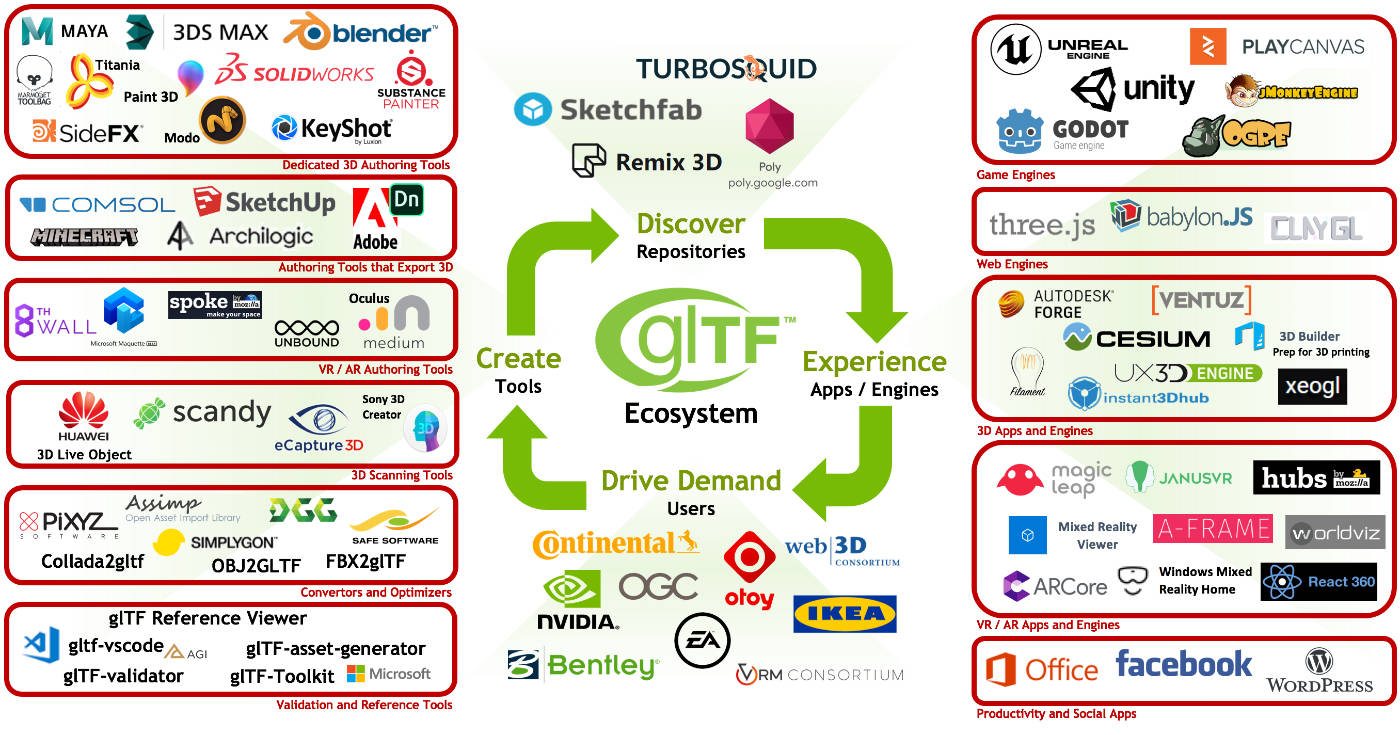 MAYA
3DS MAX
blender™
MARMOSET
TOOLBAG
Titania
Paint 3D
SOLIDWORKS
SUBSTANCE
PAINTER
SideFX®
Modo
KeyShot®
by Luxion
Dedicated 3D Authoring Tools
COMSOL
SketchUp
Dn
MINECRAFT
Archilogic
Adobe
Authoring Tools that Export 3D
8TH
WALL
Microsoft Maquette
spoke by moz://a
make your space
UNBOUND
Oculus
medium
VR / AR Authoring Tools
HUAWEI
3D Live Object
scandy
eCapture3D
Sony 3D
Creator
3D
3D Scanning Tools
PiXYZ
SOFTWARE
Assimp
Open Asset Import Library
DGG
SAFE SOFTWARE
SIMPLYGON™
Collada2gltf
OBJ2GLTF
FBX2glTF
Convertors and Optimizers
glTF Reference Viewer
gltf-vscode
AGI
glTF-asset-generator
glTF-validator
glTF-Toolkit
Microsoft
Validation and Reference Tools
TURBOSQUID
Sketchfab
Remix 3D
Poly
poly.google.com
Discover
Repositories
Create
Tools
glTF™
Ecosystem
Experience
Apps / Engines
Drive Demand
Users
Continental
otoy
web|3D
CONSORTIUM
NVIDIA®
OGC
IKEA
EA
Bentley®
VRM CONSORTIUM
UNREAL
ENGINE
PLAYCANVAS
unity
jMONKEYENGINE
GODOT
Game engine
OGRE
Game Engines
three.js
babylon.JS
CLAYGL
Web Engines
AUTODESK®
FORGE
[VENTUZ]
CESIUM
3D Builder
Prep for 3D printing
Filament
UX3D ENGINE
instant3Dhub
xeogl
3D Apps and Engines
magic
leap
JANUSVR
hubs by moz://a
Mixed Reality
Viewer
A-FRAME
worldviz
ARCore
Windows Mixed
Reality Home
React 360
VR / AR Apps and Engines
Office
facebook
WORDPRESS
Productivity and Social Apps